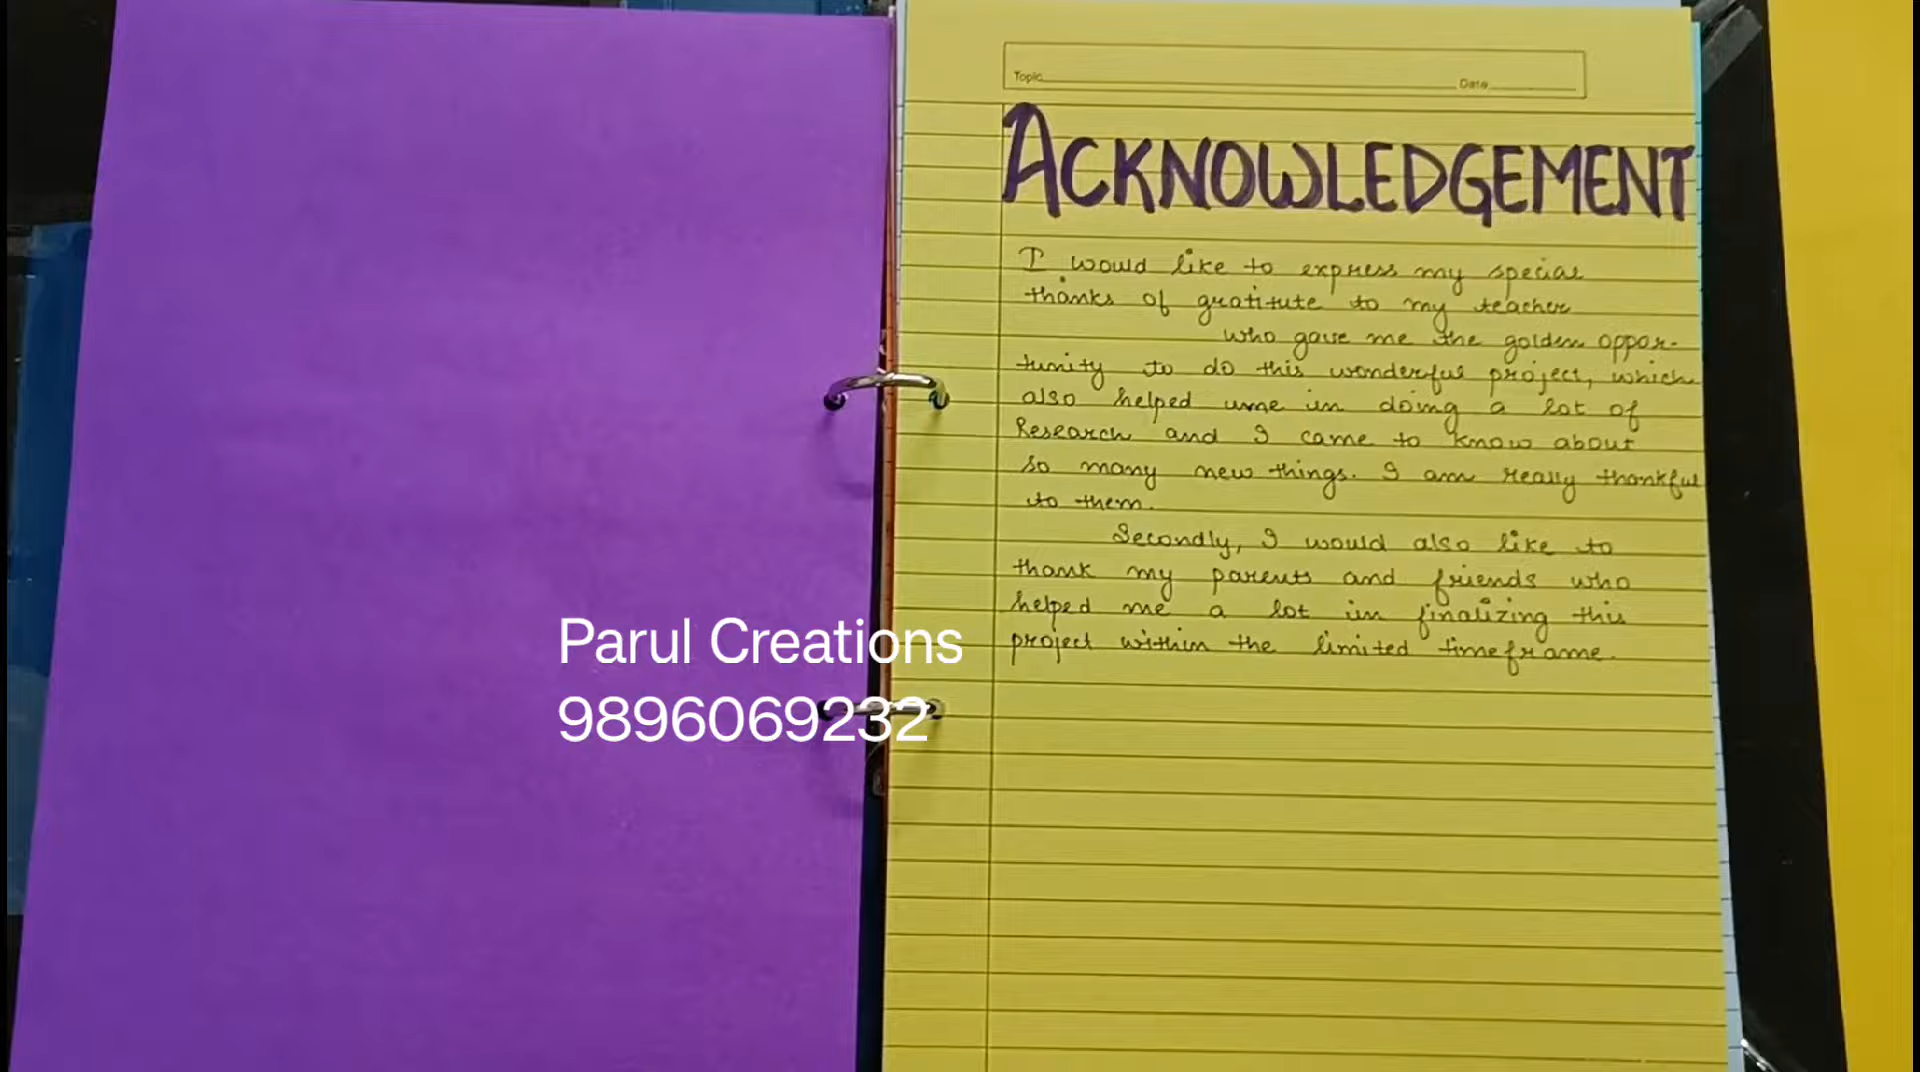 Topic Date
ACKNOWLEDGEMENT
I would like to express my special
thanks of gratitute to my teacher
who gave me the golden oppor-
tunity to do this wonderful project, which
also helped me in doing a lot of
Research and I came to know about
so many new things. I am really thankful
to them.
Secondly, I would also like to
thank my parents and friends who
helped me a lot in finalizing this
project within the limited timeframe.
Parul Creations
9896069232